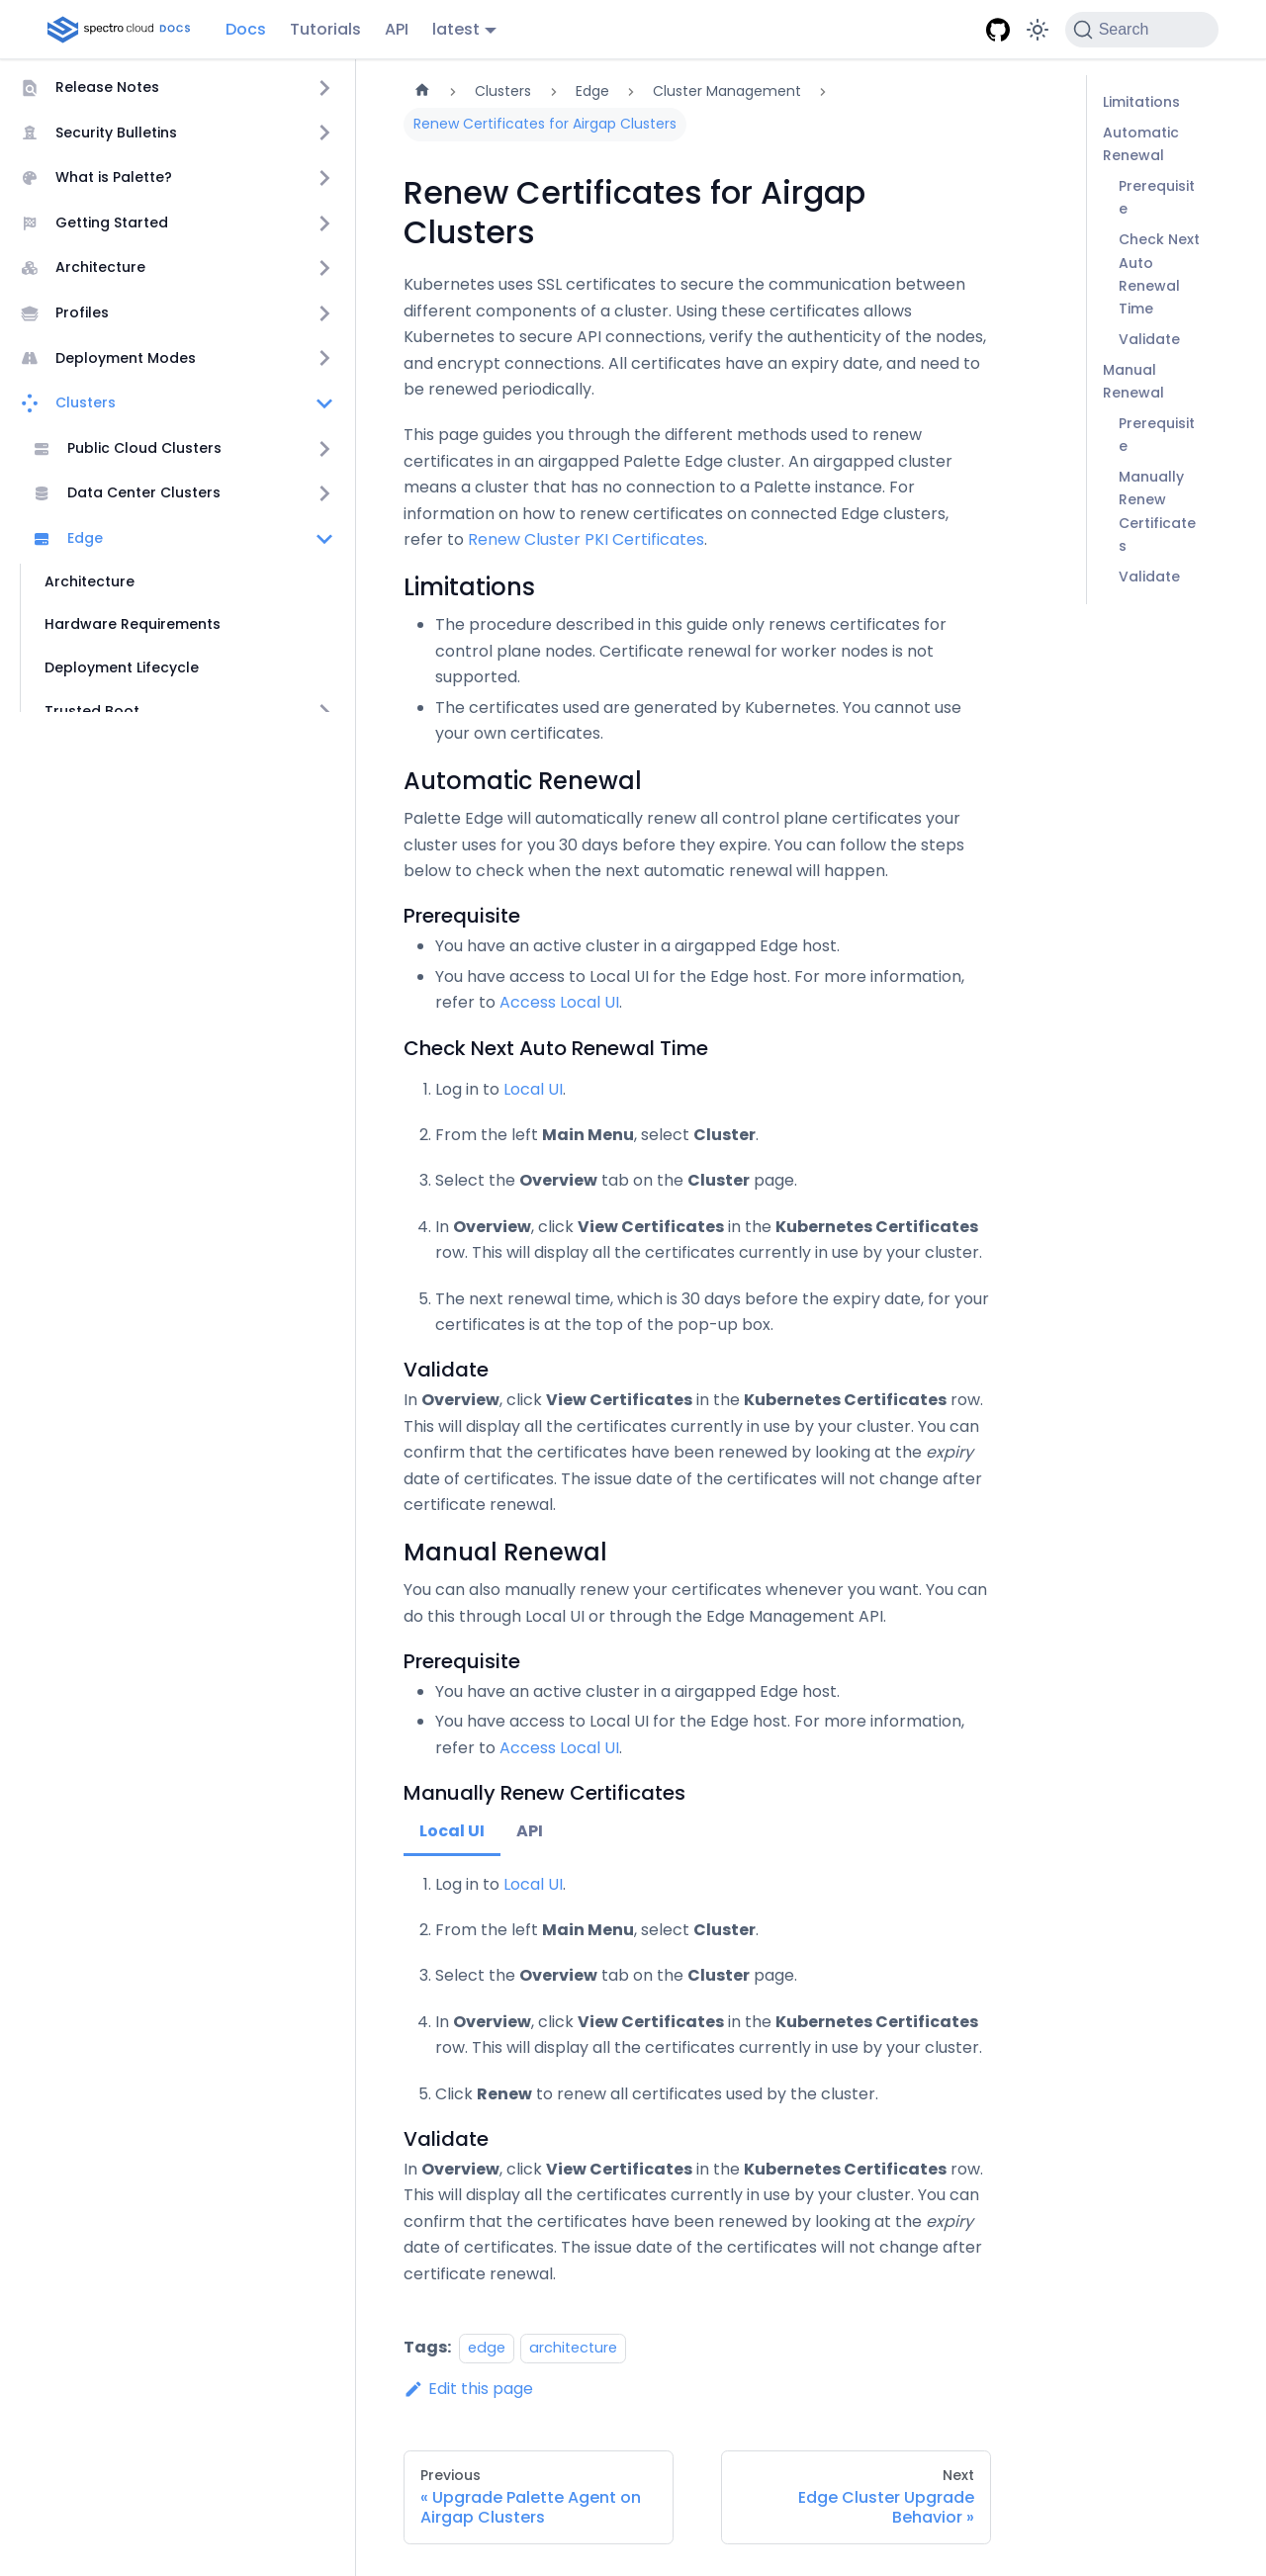 spectro cloud DOCS
Docs
Tutorials
API
latest
Search
Release Notes
Security Bulletins
What is Palette?
Getting Started
Architecture
Profiles
Deployment Modes
Clusters
Public Cloud Clusters
Data Center Clusters
Edge
Architecture
Hardware Requirements
Deployment Lifecycle
Trusted Boot
Clusters
Edge
Cluster Management
Renew Certificates for Airgap Clusters
Renew Certificates for Airgap
Clusters
Kubernetes uses SSL certificates to secure the communication between
different components of a cluster. Using these certificates allows
Kubernetes to secure API connections, verify the authenticity of the nodes,
and encrypt connections. All certificates have an expiry date, and need to
be renewed periodically.
This page guides you through the different methods used to renew
certificates in an airgapped Palette Edge cluster. An airgapped cluster
means a cluster that has no connection to a Palette instance. For
information on how to renew certificates on connected Edge clusters,
refer to Renew Cluster PKI Certificates.
Limitations
The procedure described in this guide only renews certificates for
control plane nodes. Certificate renewal for worker nodes is not
supported.
The certificates used are generated by Kubernetes. You cannot use
your own certificates.
Automatic Renewal
Palette Edge will automatically renew all control plane certificates your
cluster uses for you 30 days before they expire. You can follow the steps
below to check when the next automatic renewal will happen.
Prerequisite
You have an active cluster in a airgapped Edge host.
You have access to Local UI for the Edge host. For more information,
refer to Access Local UI.
Check Next Auto Renewal Time
1. Log in to Local UI.
2. From the left Main Menu, select Cluster.
3. Select the Overview tab on the Cluster page.
4. In Overview, click View Certificates in the Kubernetes Certificates
row. This will display all the certificates currently in use by your cluster.
5. The next renewal time, which is 30 days before the expiry date, for your
certificates is at the top of the pop-up box.
Validate
In Overview, click View Certificates in the Kubernetes Certificates row.
This will display all the certificates currently in use by your cluster. You can
confirm that the certificates have been renewed by looking at the expiry
date of certificates. The issue date of the certificates will not change after
certificate renewal.
Manual Renewal
You can also manually renew your certificates whenever you want. You can
do this through Local UI or through the Edge Management API.
Prerequisite
You have an active cluster in a airgapped Edge host.
You have access to Local UI for the Edge host. For more information,
refer to Access Local UI.
Manually Renew Certificates
Local UI
API
1. Log in to Local UI.
2. From the left Main Menu, select Cluster.
3. Select the Overview tab on the Cluster page.
4. In Overview, click View Certificates in the Kubernetes Certificates
row. This will display all the certificates currently in use by your cluster.
5. Click Renew to renew all certificates used by the cluster.
Validate
In Overview, click View Certificates in the Kubernetes Certificates row.
This will display all the certificates currently in use by your cluster. You can
confirm that the certificates have been renewed by looking at the expiry
date of certificates. The issue date of the certificates will not change after
certificate renewal.
Tags: edge architecture
Edit this page
Previous
« Upgrade Palette Agent on
Airgap Clusters
Next
Edge Cluster Upgrade
Behavior »
Limitations
Automatic
Renewal
Prerequisit
e
Check Next
Auto
Renewal
Time
Validate
Manual
Renewal
Prerequisit
e
Manually
Renew
Certificate
s
Validate